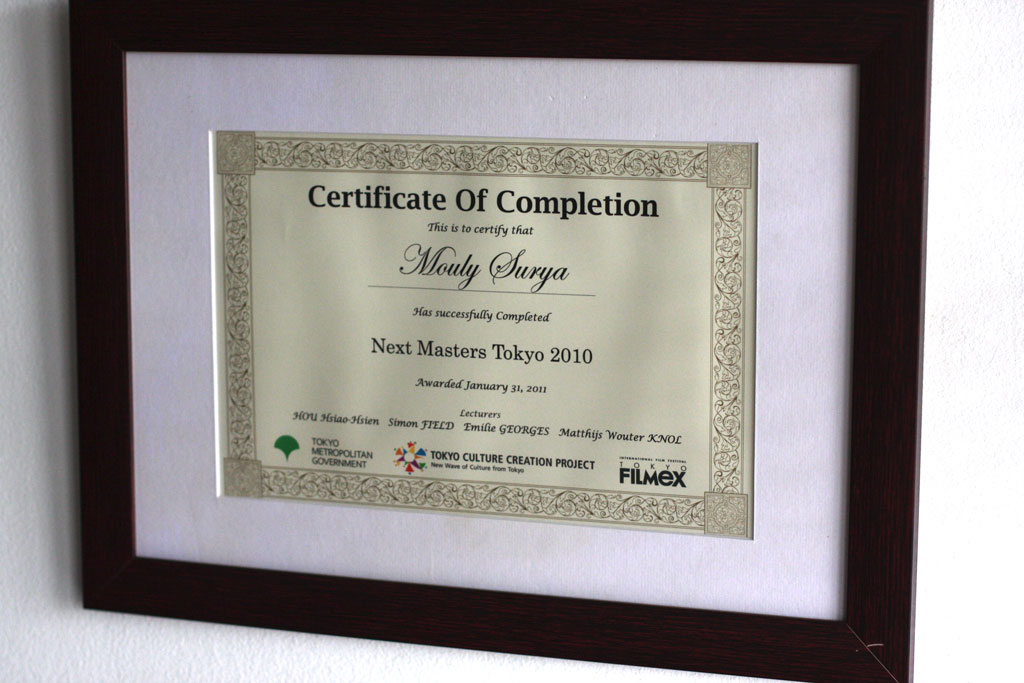 Certificate Of Completion
This is to certify that
Mouly Surya
Has successfully Completed
Next Masters Tokyo 2010
Awarded January 31, 2011
Lecturers
HOU Hsiao-Hsien Simon FIELD Emilie GEORGES Matthijs Wouter KNOL
TOKYO
METROPOLITAN
GOVERNMENT
TOKYO CULTURE CREATION PROJECT
New Wave of Culture from Tokyo
INTERNATIONAL FILM FESTIVAL
TOKYO
FILMeX